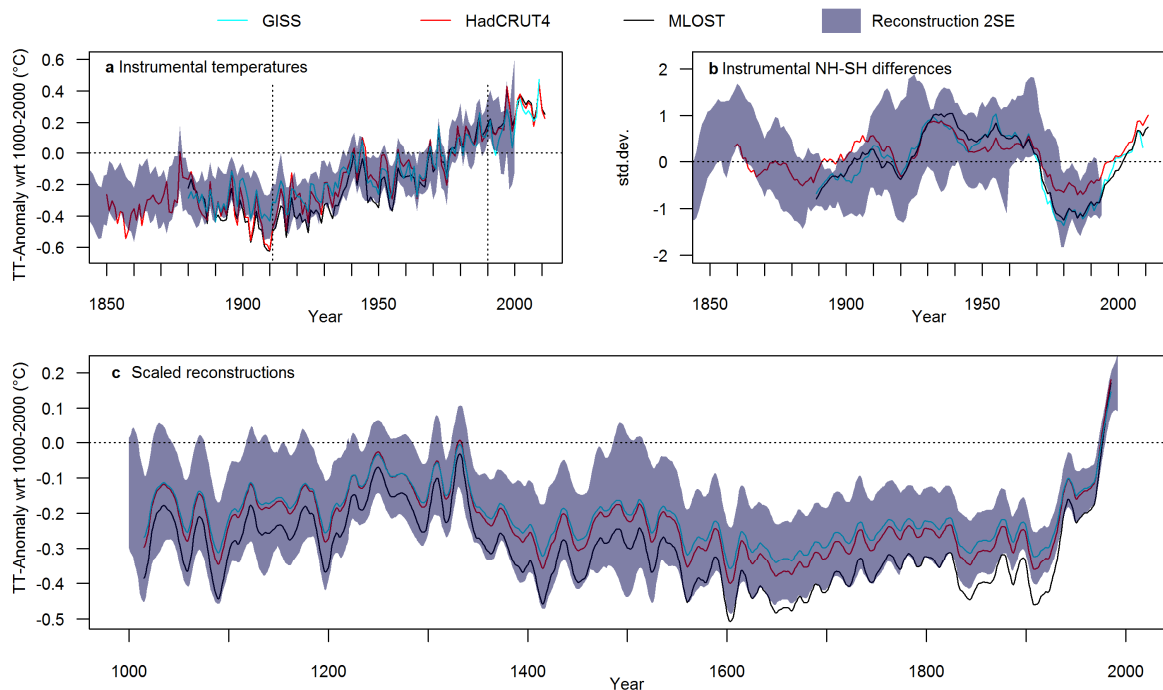 GISS HadCRUT4 MLOST Reconstruction 2SE
TT-Anomaly wrt 1000-2000 (°C)
a Instrumental temperatures
0.6
0.4
0.2
0.0
-0.2
-0.4
-0.6
1850 1900 1950 2000
Year
std.dev.
b Instrumental NH-SH differences
2
1
0
-1
-2
1850 1900 1950 2000
Year
TT-Anomaly wrt 1000-2000 (°C)
c Scaled reconstructions
0.2
0.1
0.0
-0.1
-0.2
-0.3
-0.4
-0.5
1000 1200 1400 1600 1800 2000
Year